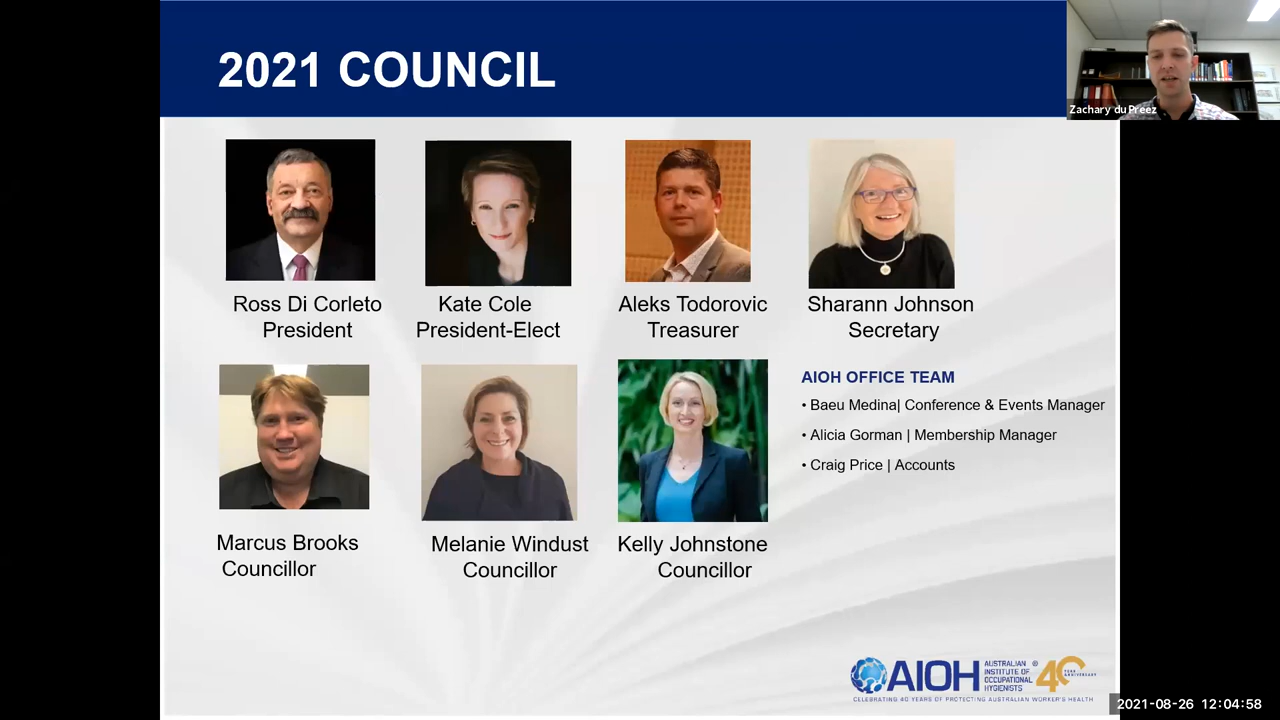 2021 COUNCIL
Zachary du Preez
Ross Di Corleto
President
Kate Cole
President-Elect
Aleks Todorovic
Treasurer
Sharann Johnson
Secretary
AIOH OFFICE TEAM
• Baeu Medina| Conference & Events Manager
• Alicia Gorman | Membership Manager
• Craig Price | Accounts
Marcus Brooks
Councillor
Melanie Windust
Councillor
Kelly Johnstone
Councillor
AIOH
AUSTRALIAN ®
INSTITUTE OF
OCCUPATIONAL
HYGIENISTS
40
YEAR
ANNIVERSARY
CELEBRATING 40 YEARS OF PROTECTING AUSTRALIAN WORKER'S HEALTH
2021-08-26 12:04:58